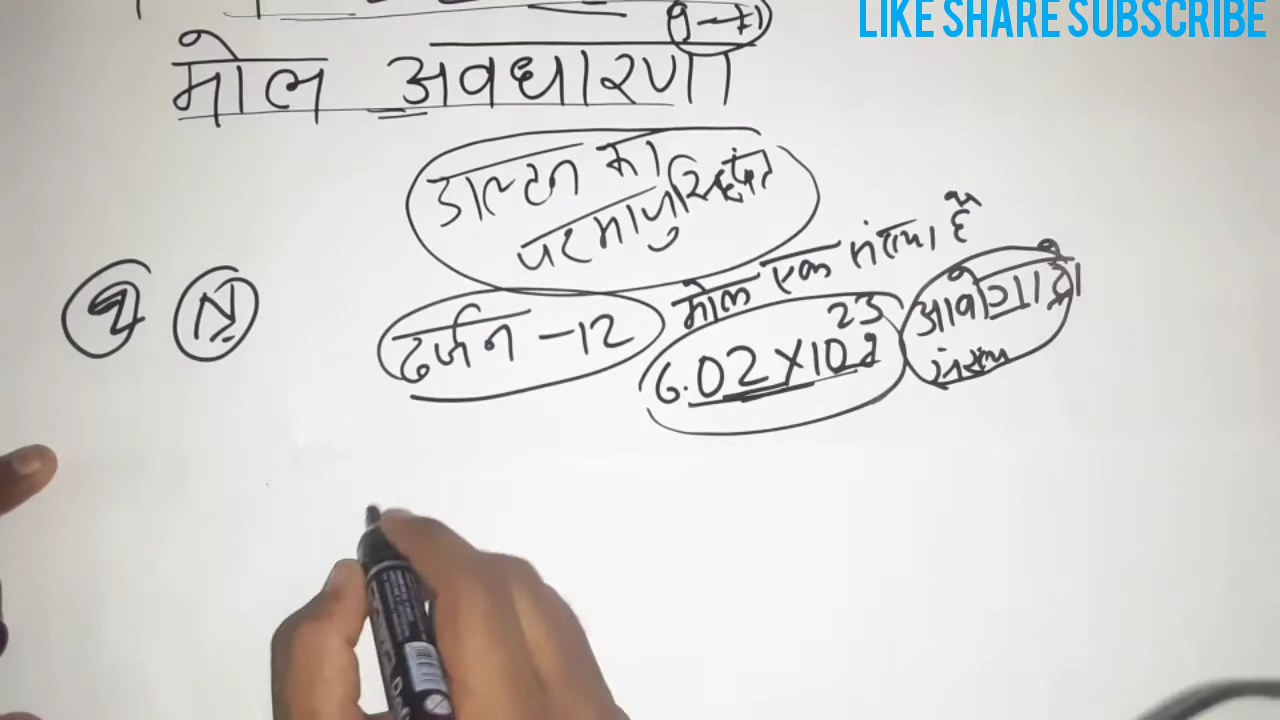 LIKE SHARE SUBSCRIBE
मोल अवधारणा
डाल्टन का
परमाणु सिद्धांत
मोल एक संख्या है
दर्जन - 12
23
6.02×10
आवोगाद्रो
संख्या
N